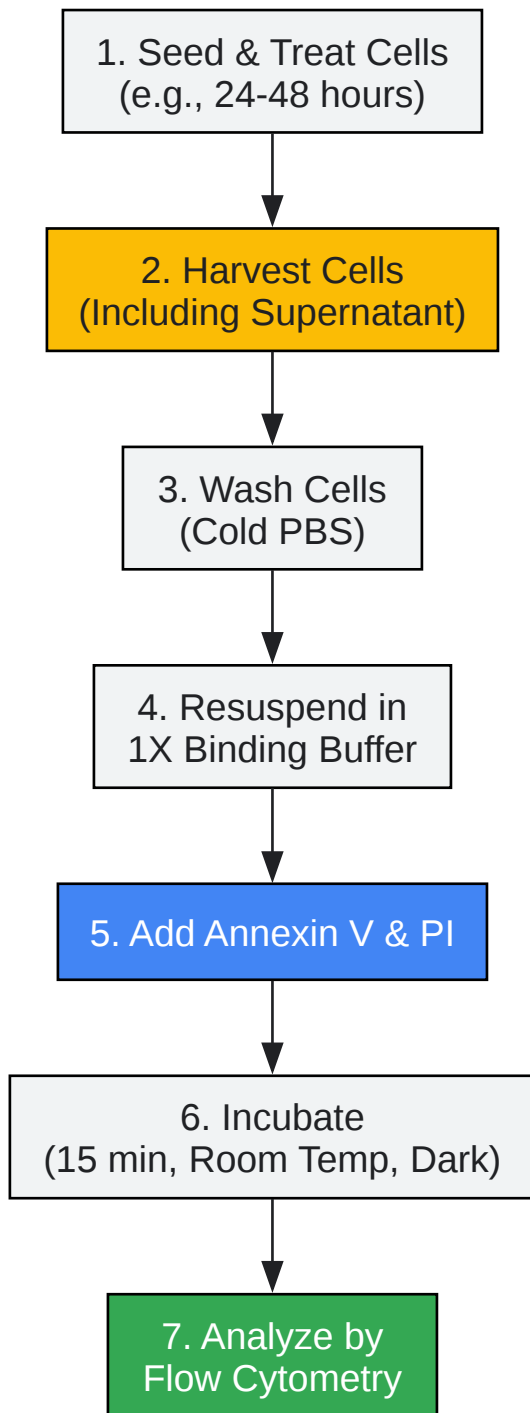 1. Seed & Treat Cells
(e.g., 24-48 hours)
2. Harvest Cells
(Including Supernatant)
3. Wash Cells
(Cold PBS)
4. Resuspend in
1X Binding Buffer
5. Add Annexin V & PI
6. Incubate
(15 min, Room Temp, Dark)
7. Analyze by
Flow Cytometry